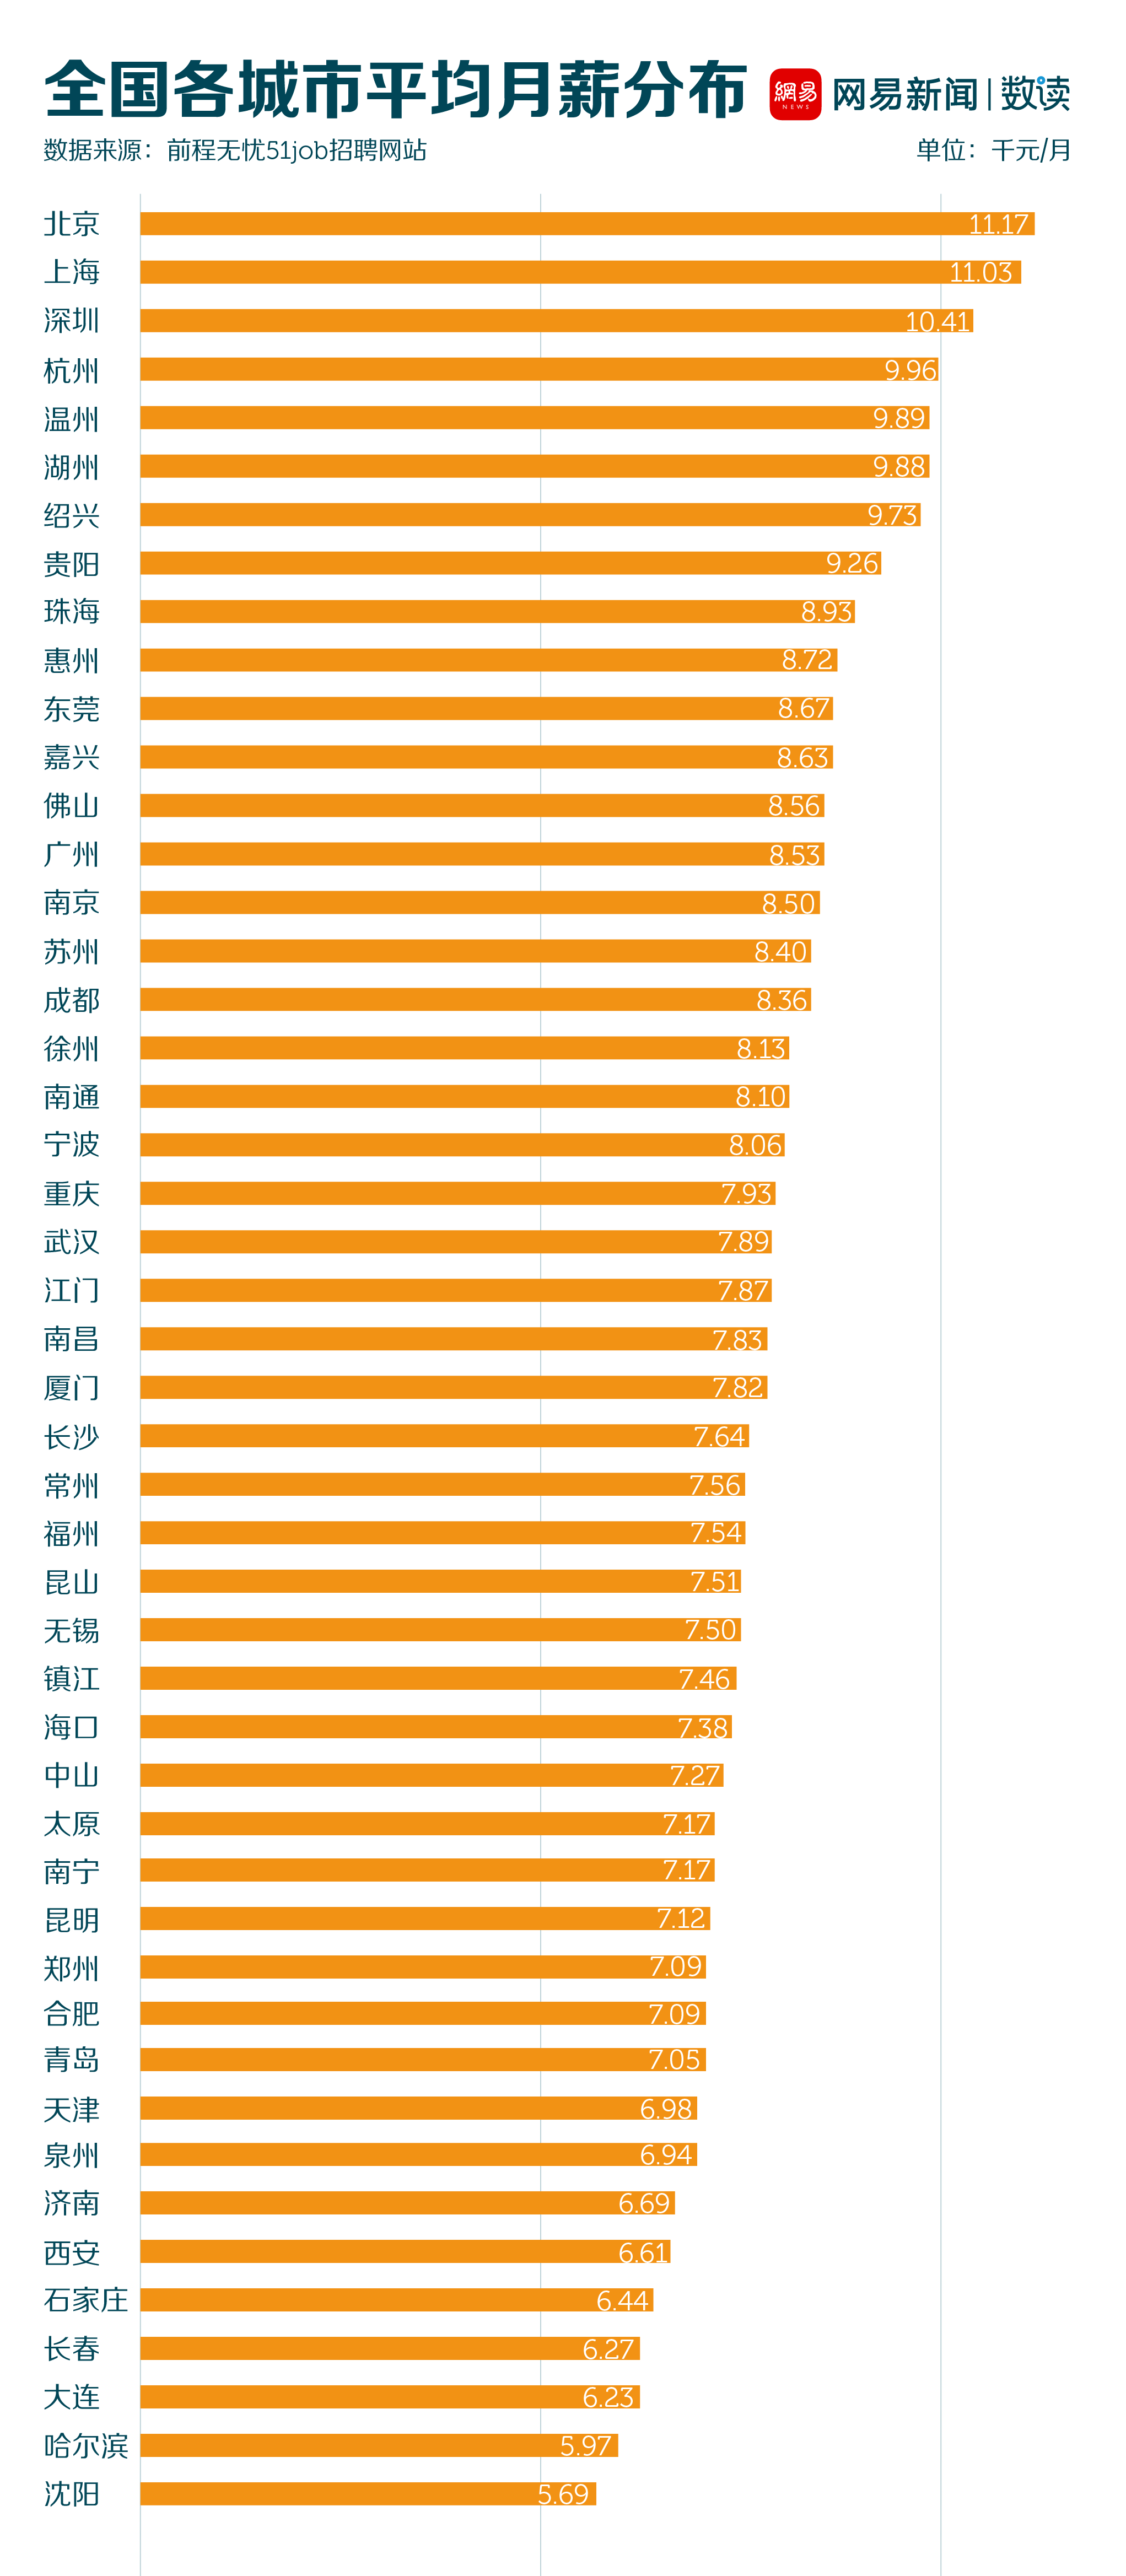 全国各城市平均月薪分布 網易 NEWS 网易新闻 | 数读
数据来源：前程无忧51job招聘网站 单位：千元/月
北京 11.17
上海 11.03
深圳 10.41
杭州 9.96
温州 9.89
湖州 9.88
绍兴 9.73
贵阳 9.26
珠海 8.93
惠州 8.72
东莞 8.67
嘉兴 8.63
佛山 8.56
广州 8.53
南京 8.50
苏州 8.40
成都 8.36
徐州 8.13
南通 8.10
宁波 8.06
重庆 7.93
武汉 7.89
江门 7.87
南昌 7.83
厦门 7.82
长沙 7.64
常州 7.56
福州 7.54
昆山 7.51
无锡 7.50
镇江 7.46
海口 7.38
中山 7.27
太原 7.17
南宁 7.17
昆明 7.12
郑州 7.09
合肥 7.09
青岛 7.05
天津 6.98
泉州 6.94
济南 6.69
西安 6.61
石家庄 6.44
长春 6.27
大连 6.23
哈尔滨 5.97
沈阳 5.69